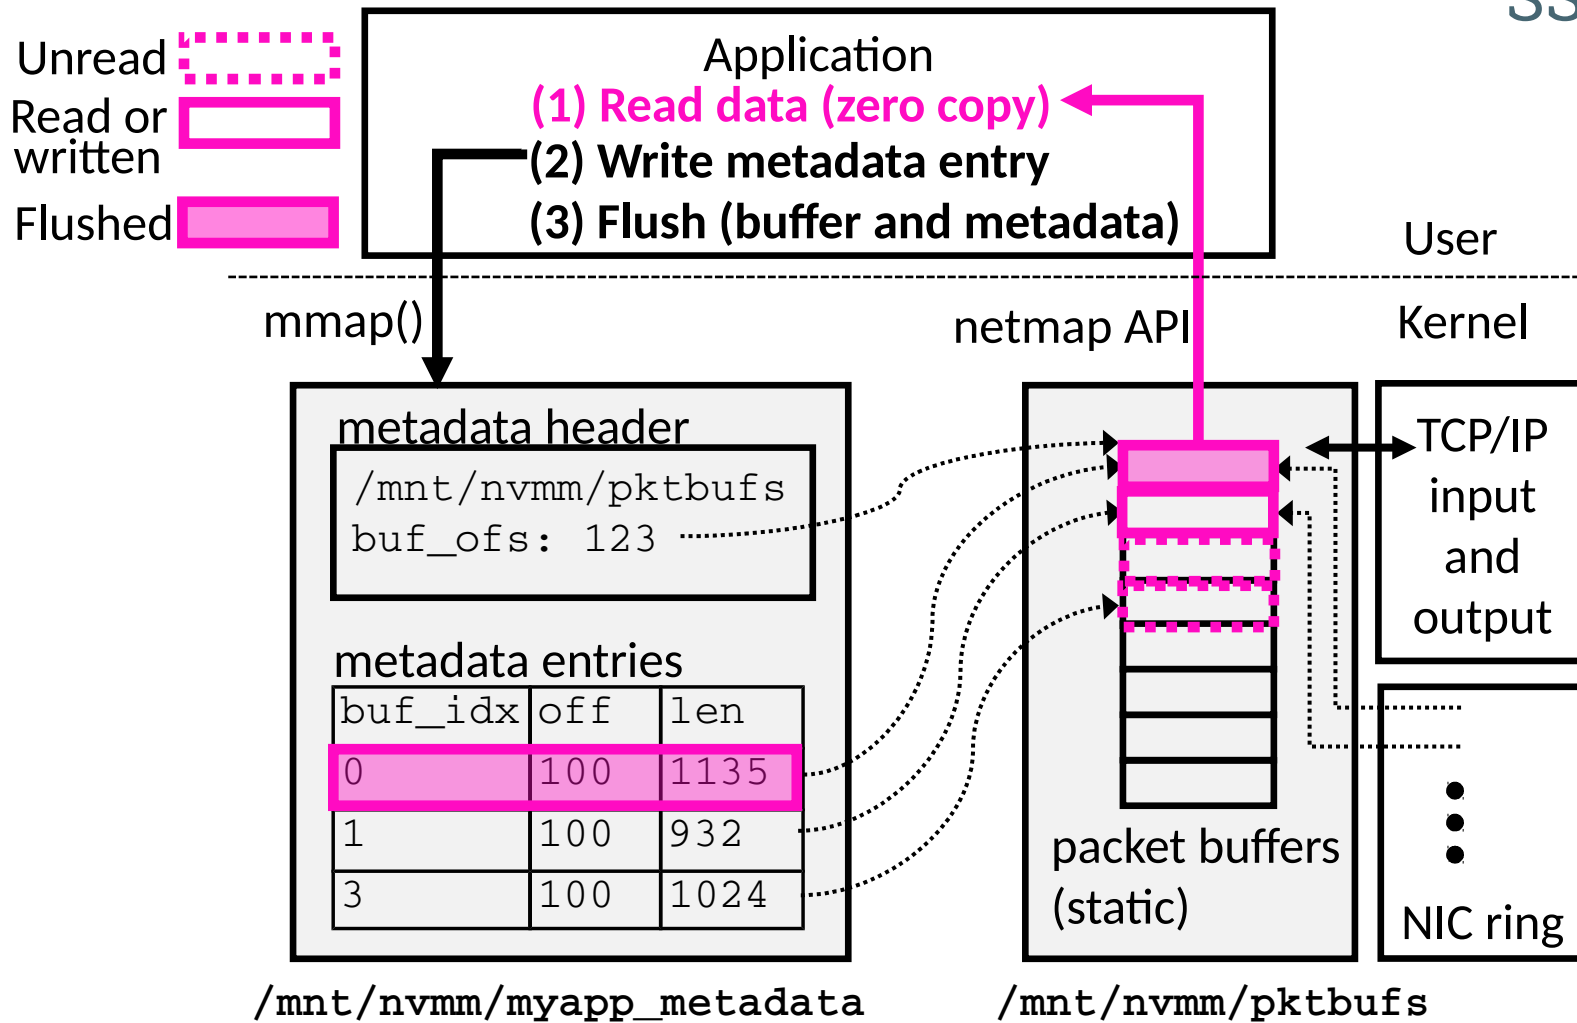 Unread
Read or
written
Flushed
Application
(1) Read data (zero copy)
(2) Write metadata entry
(3) Flush (buffer and metadata)
User
Kernel
mmap()
netmap API
metadata header
/mnt/nvmm/pktbufs
buf_ofs: 123
metadata entries
buf_idx off len
0 100 1135
1 100 932
3 100 1024
/mnt/nvmm/myapp_metadata
packet buffers
(static)
/mnt/nvmm/pktbufs
TCP/IP
input
and
output
NIC ring